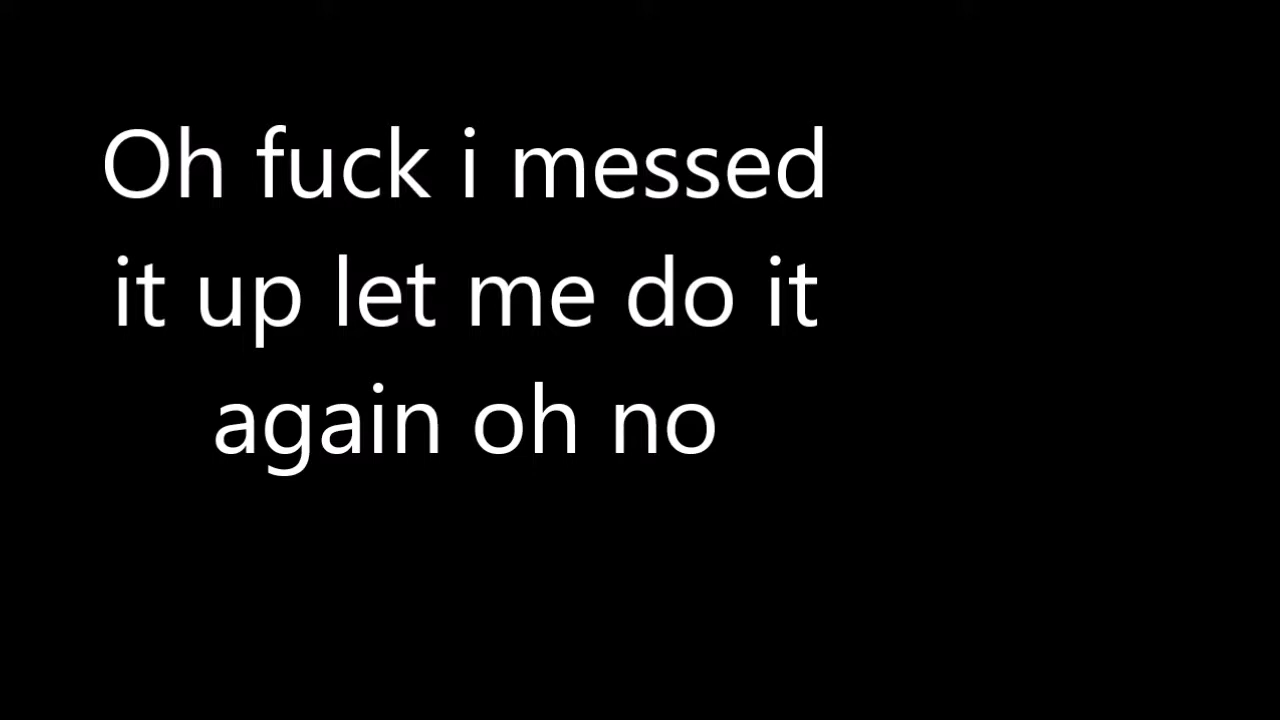 Oh fuck i messed
it up let me do it
again oh no